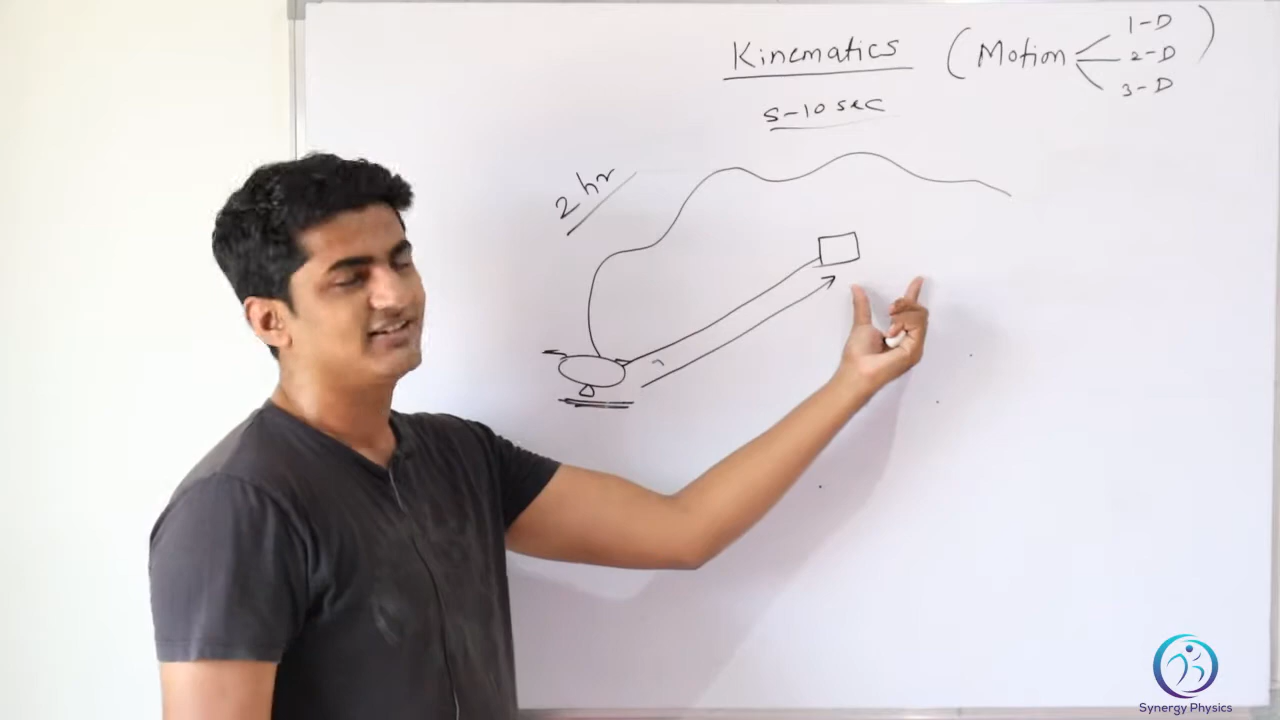 Kinematics (Motion 1-D
2-D
3-D)
5-10 sec
2 hr
Synergy Physics